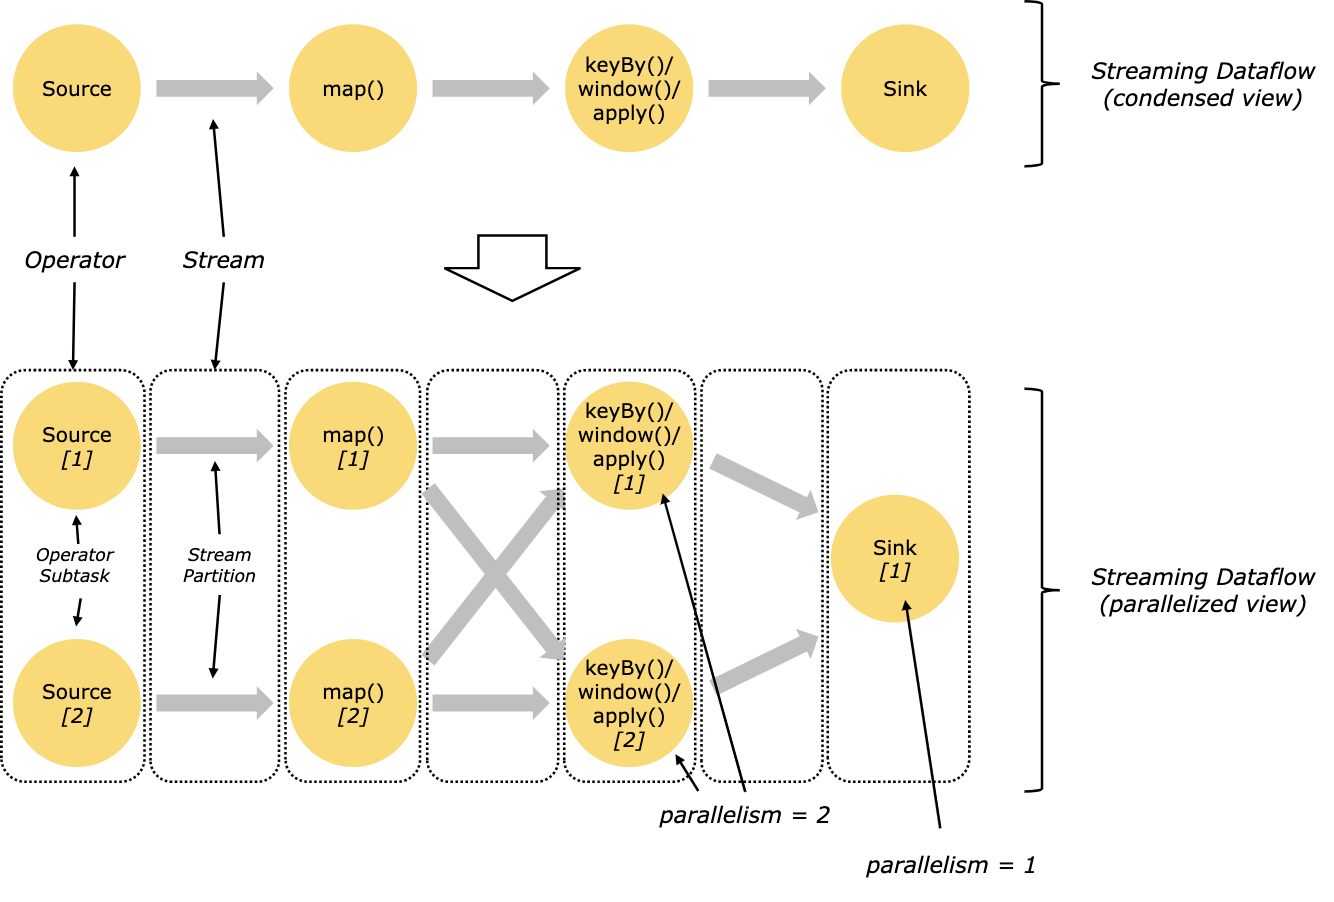 Source
map()
keyBy()/
window()/
apply()
Sink
Streaming Dataflow
(condensed view)
Operator
Stream
Source
[1]
map()
[1]
keyBy()/
window()/
apply()
[1]
Operator
Subtask
Stream
Partition
Sink
[1]
Streaming Dataflow
(parallelized view)
Source
[2]
map()
[2]
keyBy()/
window()/
apply()
[2]
parallelism = 2
parallelism = 1